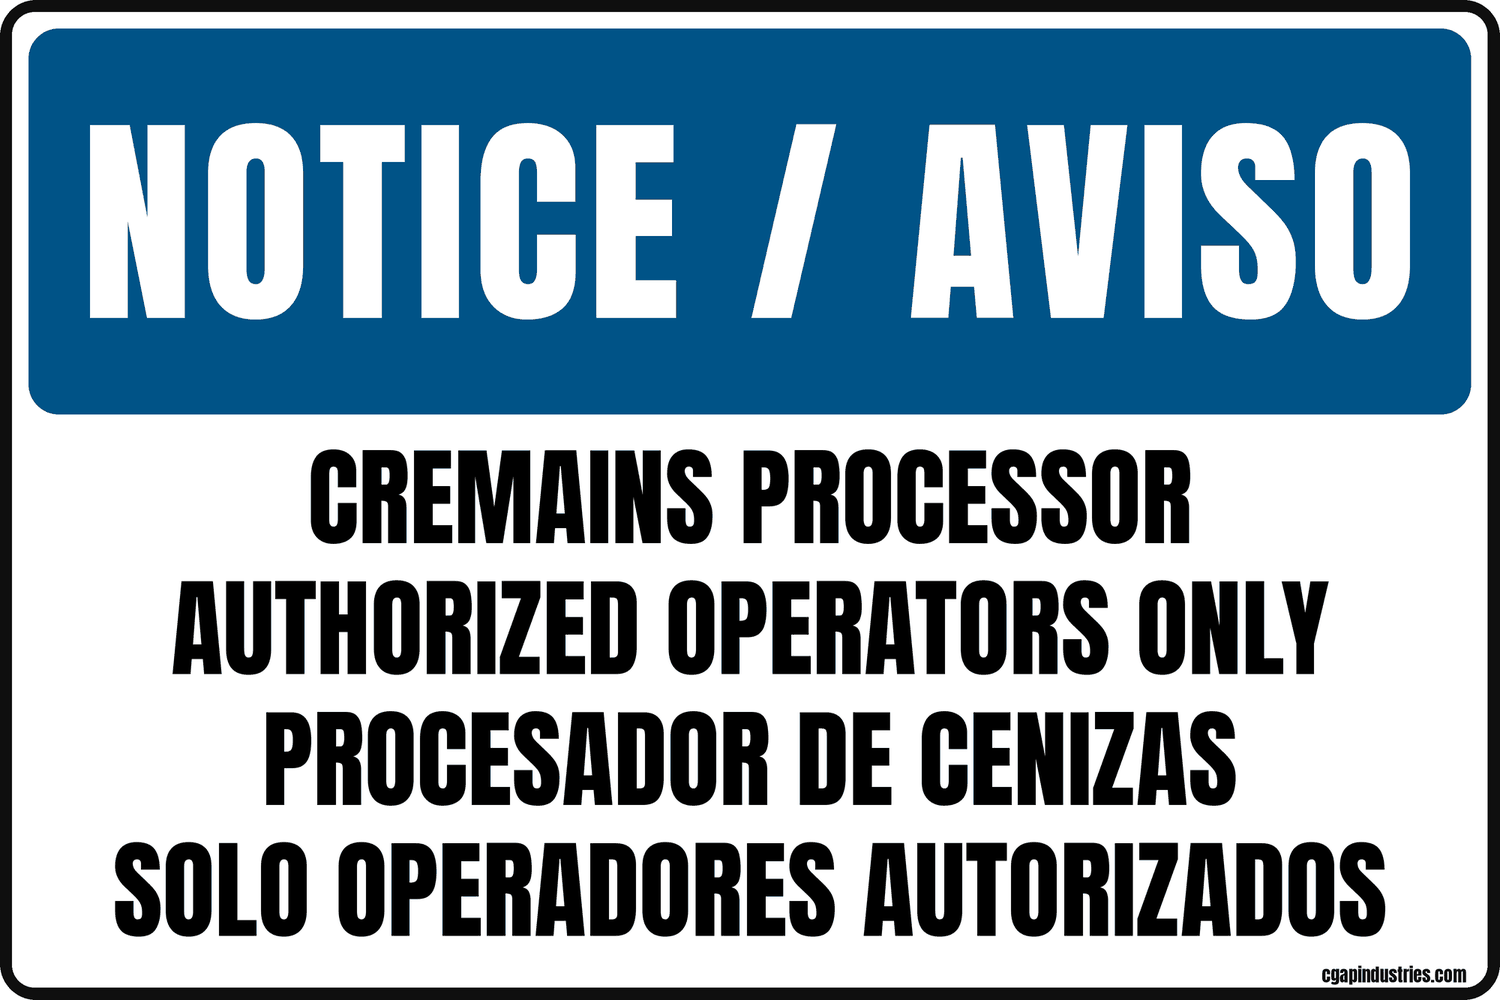 NOTICE / AVISO
CREMAINS PROCESSOR
AUTHORIZED OPERATORS ONLY
PROCESADOR DE CENIZAS
SOLO OPERADORES AUTORIZADOS
cgapindustries.com